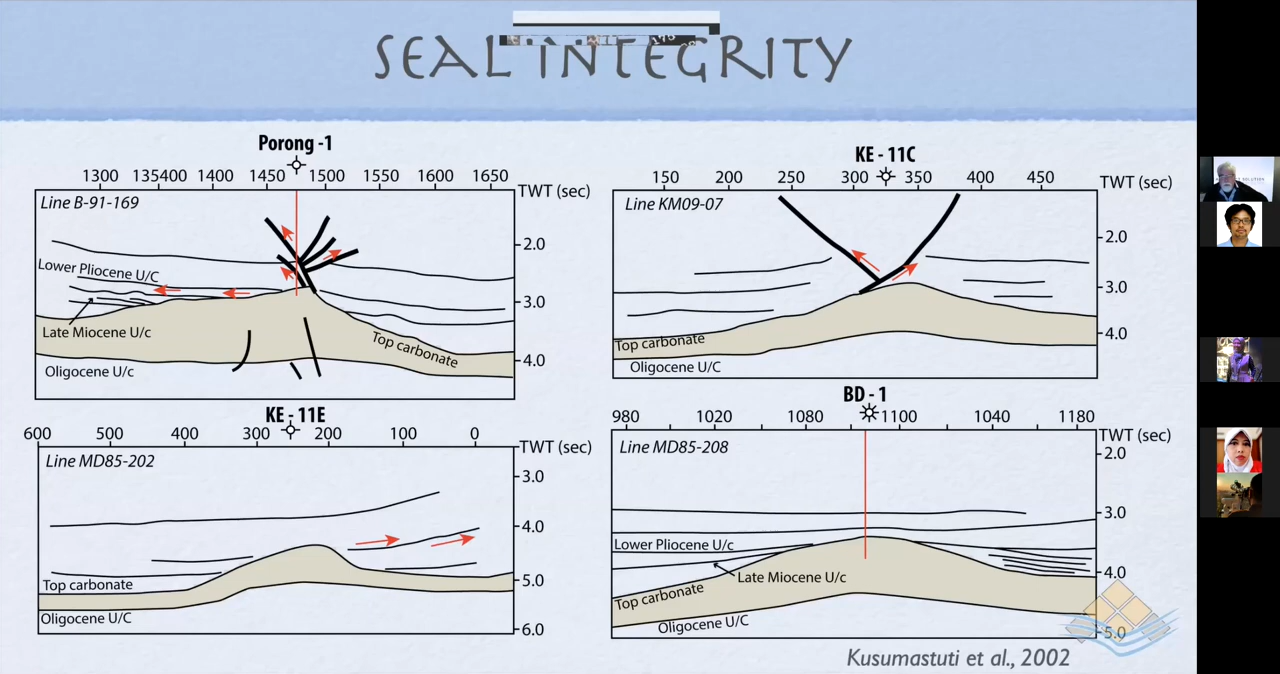 SEAL INTEGRITY
Porong -1
1300 135400 1400 1450 1500 1550 1600 1650
TWT (sec)
Line B-91-169
2.0
Lower Pliocene U/C
3.0
Late Miocene U/c
Top carbonate
4.0
Oligocene U/c
KE - 11C
150 200 250 300 350 400 450
TWT (sec)
Line KM09-07
2.0
3.0
4.0
Top carbonate
Oligocene U/C
KE - 11E
600 500 400 300 200 100 0
TWT (sec)
Line MD85-202
3.0
4.0
Top carbonate
5.0
Oligocene U/C
6.0
BD - 1
980 1020 1080 1100 1040 1180
TWT (sec)
Line MD85-208
2.0
3.0
Lower Pliocene U/c
Late Miocene U/c
4.0
Top carbonate
Oligocene U/C
5.0
Kusumastuti et al., 2002